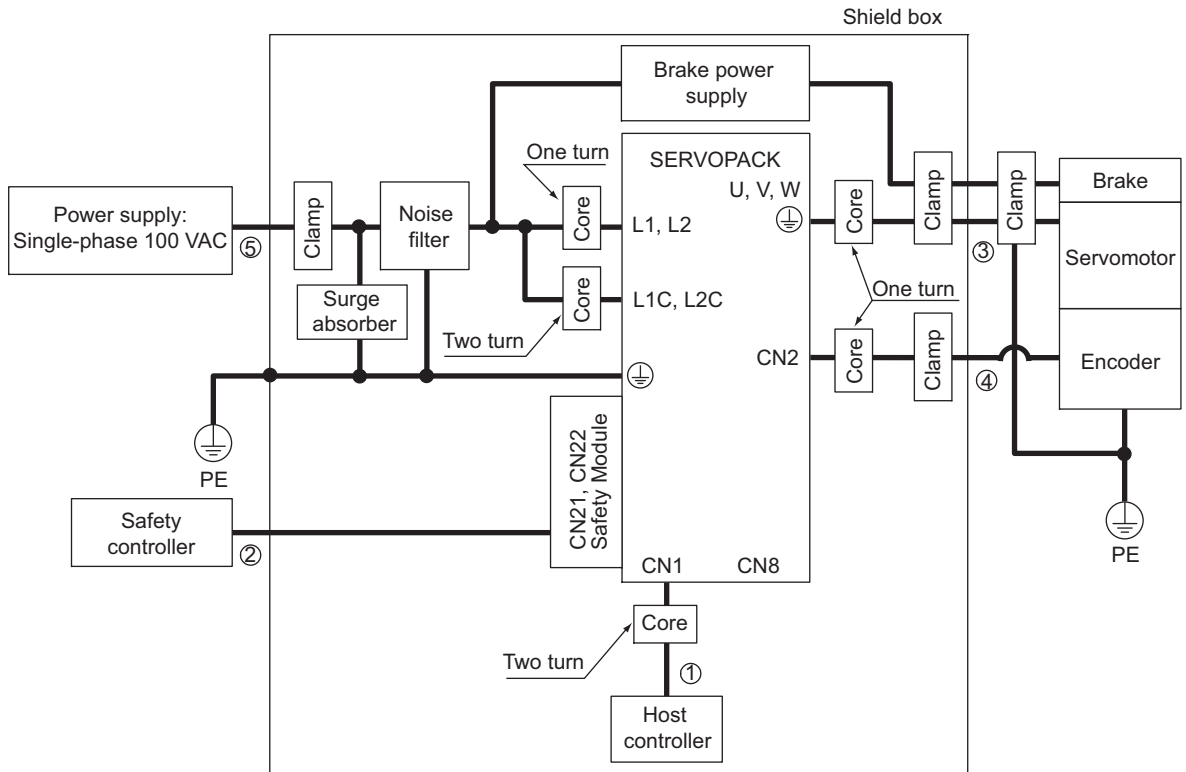 Shield box
Brake power
supply
One turn
SERVOPACK
U, V, W
Core
Clamp
Clamp
Brake
Power supply:
Single-phase 100 VAC
⑤
Clamp
Noise
filter
Core
L1, L2
③
Servomotor
Surge
absorber
Core
L1C, L2C
One turn
Two turn
CN2
Core
Clamp
④
Encoder
PE
CN21, CN22
Safety Module
Safety
controller
②
PE
CN1
CN8
Core
Two turn
①
Host
controller